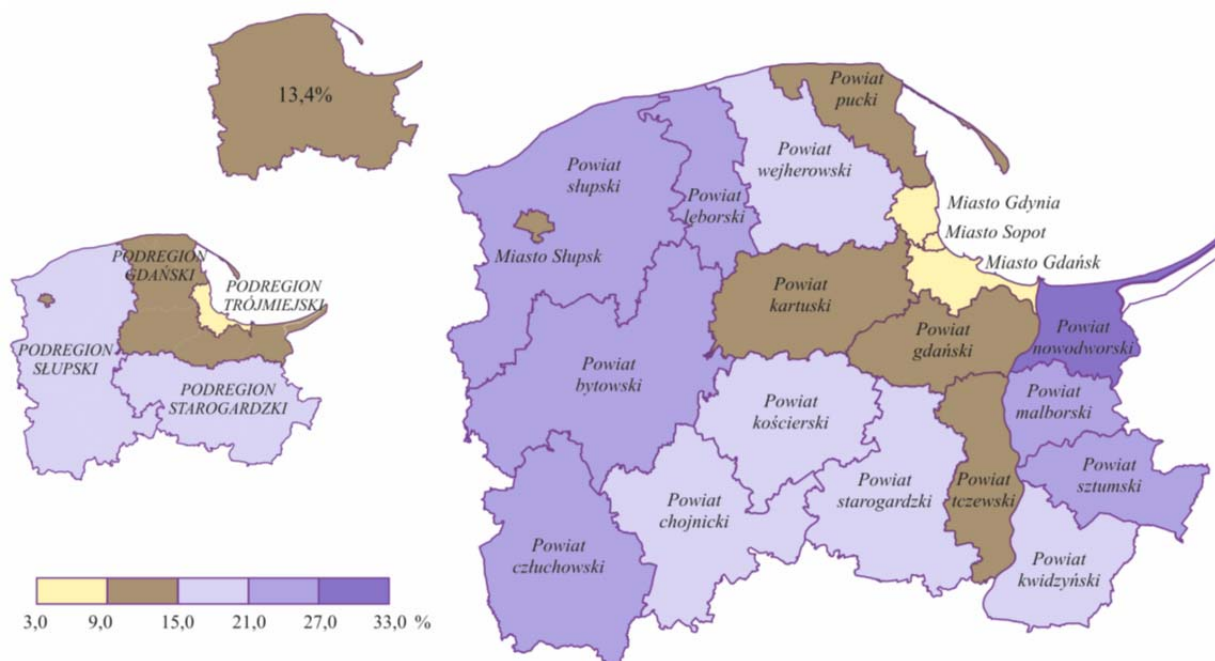 13,4%
PODREGION
GDAŃSKI
PODREGION
TRÓJMIEJSKI
PODREGION
SŁUPSKI
PODREGION
STAROGARDZKI
3,0 9,0 15,0 21,0 27,0 33,0 %
Powiat
pucki
Powiat
wejherowski
Powiat
słupski
Powiat
lęborski
Miasto Gdynia
Miasto Sopot
Miasto Słupsk
Miasto Gdańsk
Powiat
kartuski
Powiat
gdański
Powiat
nowodworski
Powiat
bytowski
Powiat
malborski
Powiat
kościerski
Powiat
sztumski
Powiat
starogardzki
Powiat
tczewski
Powiat
chojnicki
Powiat
człuchowski
Powiat
kwidzyński